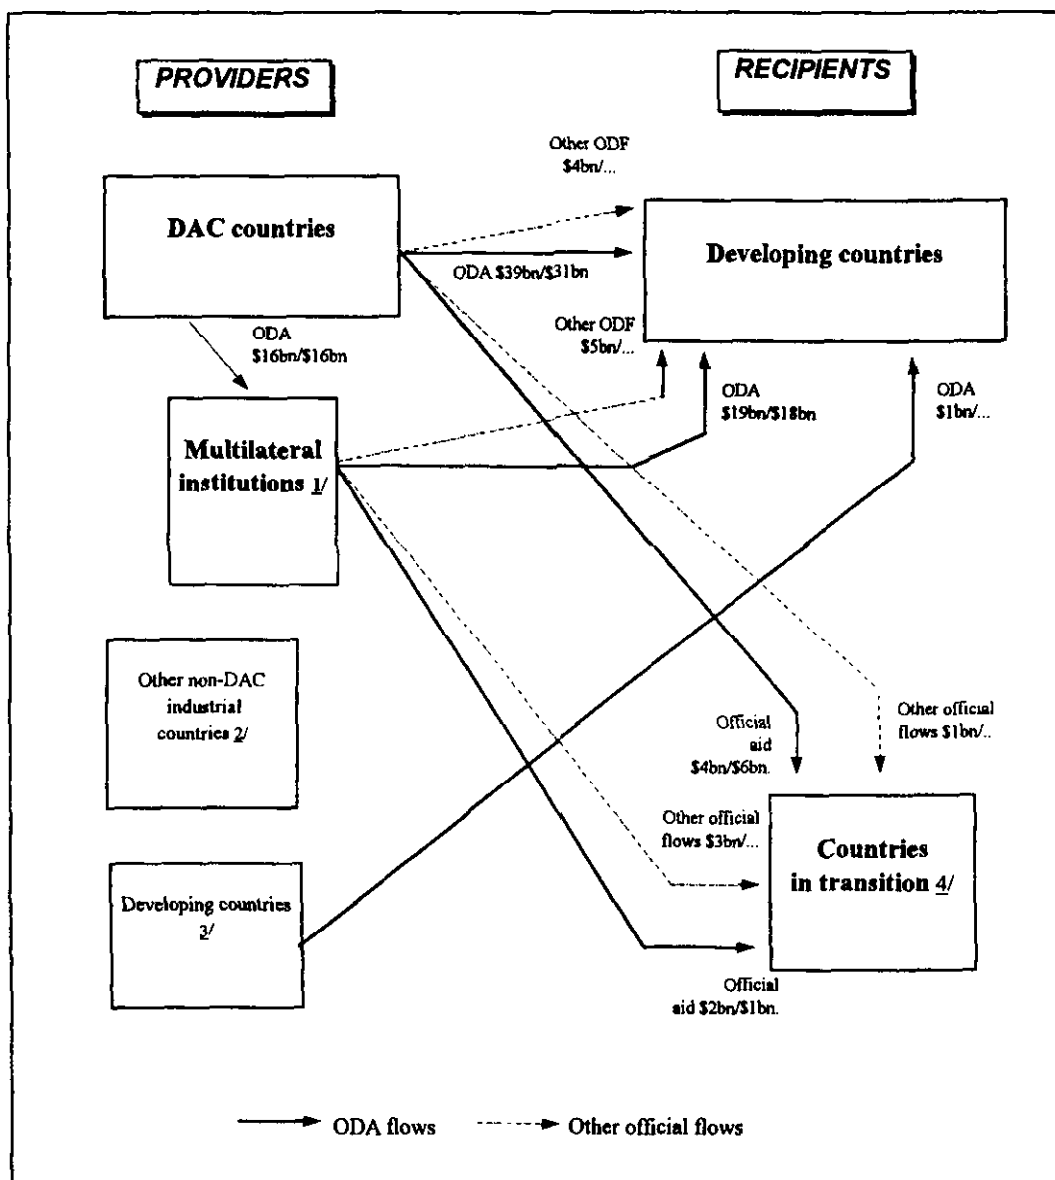 PROVIDERS
RECIPIENTS
Other ODF
$4bn/...
DAC countries
Developing countries
ODA $39bn/$31bn
Other ODF
$5bn/...
ODA
$16bn/$16bn
ODA
$19bn/$18bn
ODA
$1bn/...
Multilateral
institutions 1/
Other non-DAC
industrial
countries 2/
Official
aid
$4bn/$6bn.
Other official
flows $1bn/..
Other official
flows $3bn/...
Countries
in transition 4/
Developing countries
3/
Official
aid $2bn/$1bn.
ODA flows
Other official flows